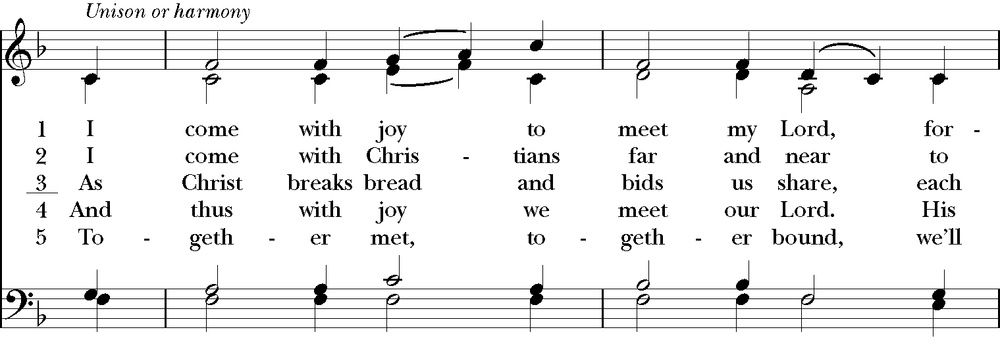 Unison or harmony
1 I come with joy to meet my Lord, for -
2 I come with Chris - tians far and near to
3 As Christ breaks bread and bids us share, each
4 And thus with joy we meet our Lord. His
5 To - geth - er met, to - geth - er bound, we’ll